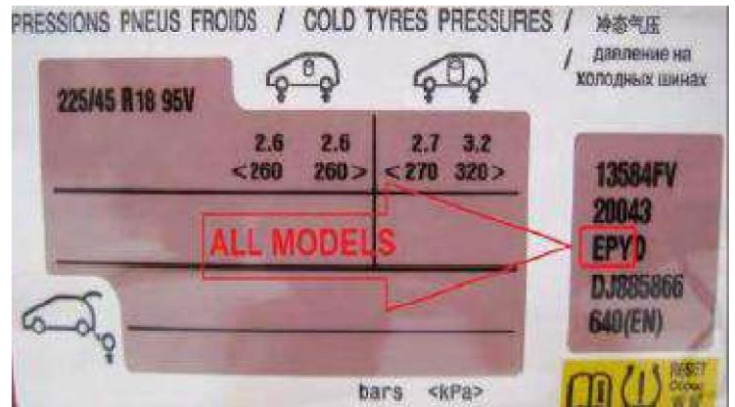 PRESSIONS PNEUS FROIDS / COLD TYRES PRESSURES / 冷态气压
/ давление на
холодных шинах
225/45 R18 95V
2.6 2.6 2.7 3.2
<260 260> <270 320>
13584FV
20043
ALL MODELS
EPY0
DJ885866
640(EN)
bars <kPa>
RESET